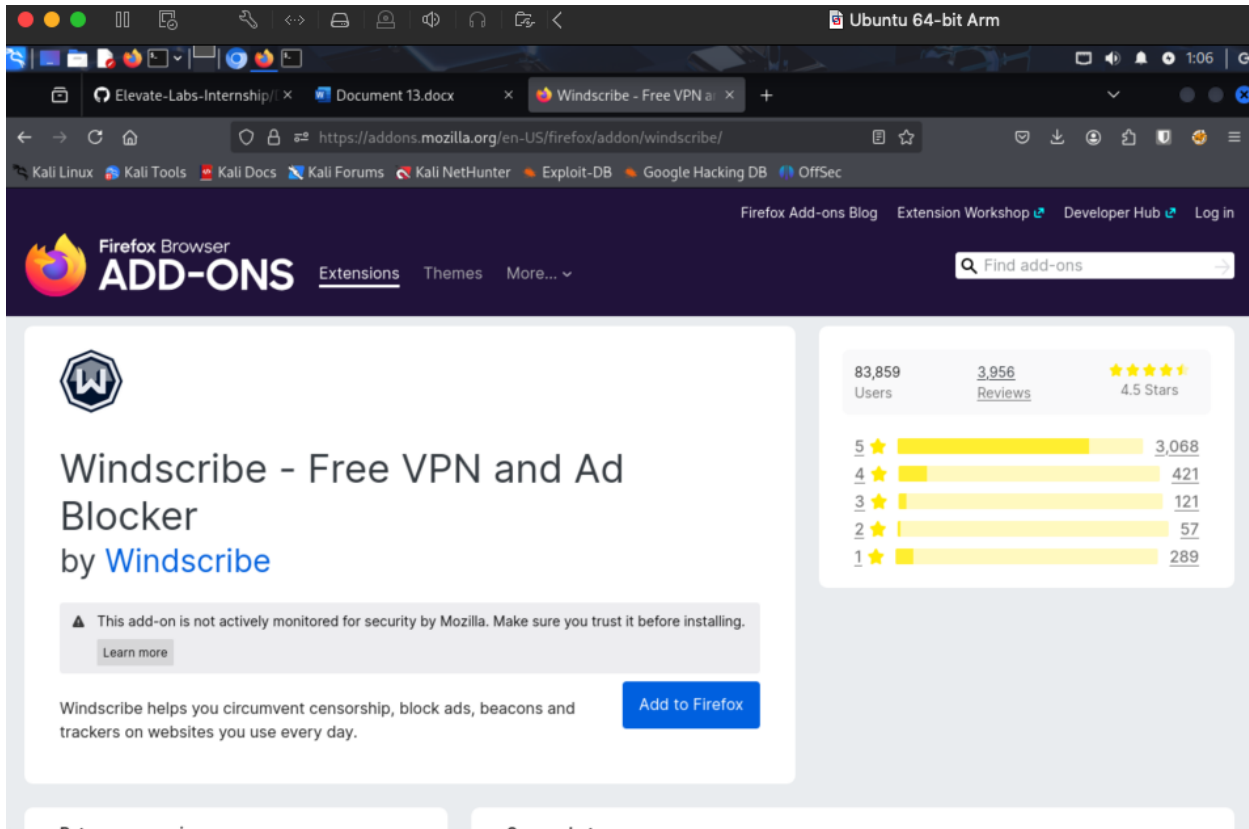 Ubuntu 64-bit Arm
1:06
Elevate-Labs-Internship/
Document 13.docx
Windscribe - Free VPN a
https://addons.mozilla.org/en-US/firefox/addon/windscribe/
Kali Linux Kali Tools Kali Docs Kali Forums Kali NetHunter Exploit-DB Google Hacking DB OffSec
Firefox Add-ons Blog Extension Workshop Developer Hub Log in
Firefox Browser
ADD-ONS Extensions Themes More...
Find add-ons
Windscribe - Free VPN and Ad
Blocker
by Windscribe
This add-on is not actively monitored for security by Mozilla. Make sure you trust it before installing.
Learn more
Windscribe helps you circumvent censorship, block ads, beacons and
trackers on websites you use every day.
Add to Firefox
83,859 3,956
Users Reviews 4.5 Stars
5 3,068
4 421
3 121
2 57
1 289